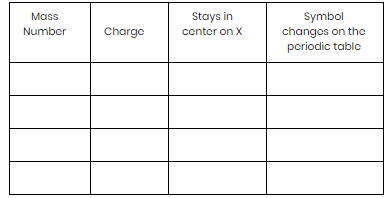 Mass
Number
Charge
Stays in
center on X
Symbol
changes on the
periodic table